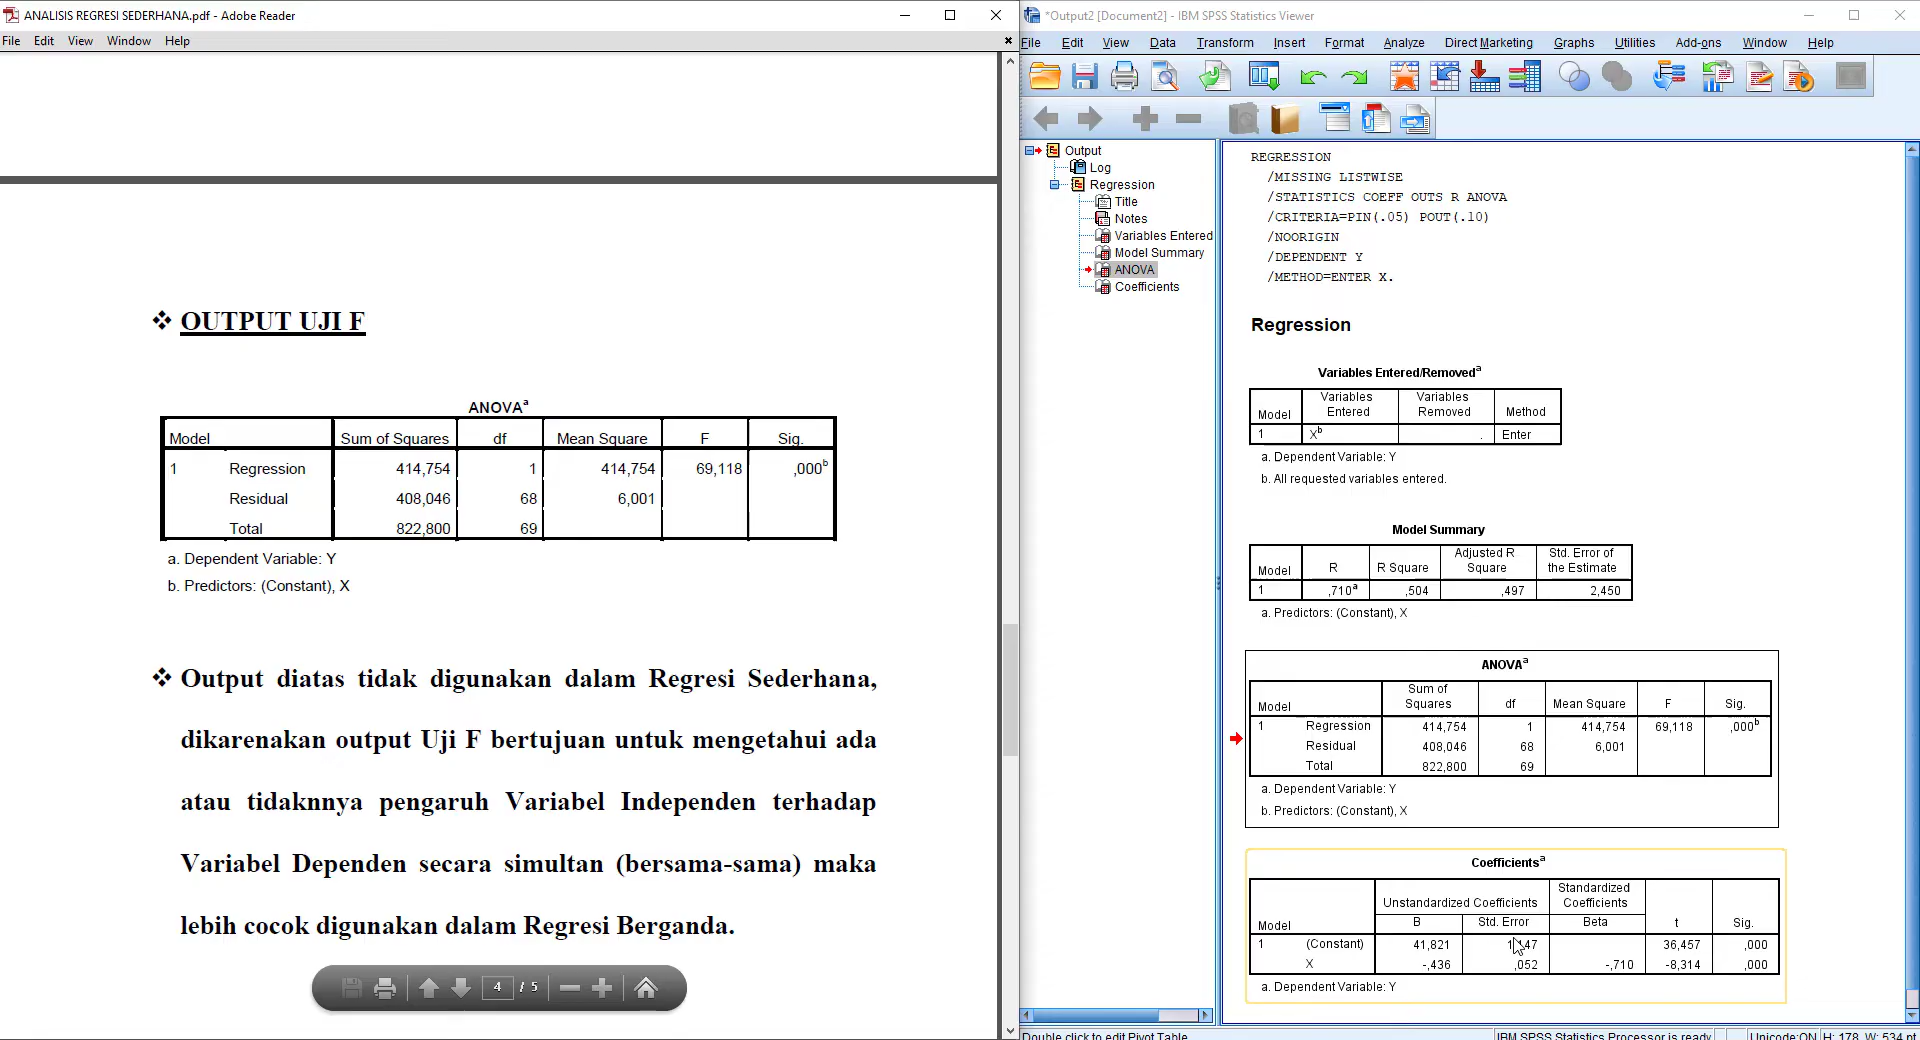 ANALISIS REGRESI SEDERHANA.pdf - Adobe Reader
File Edit View Window Help
❖ OUTPUT UJI F
ANOVAa
Model Sum of Squares df Mean Square F Sig.
1 Regression 414,754 1 414,754 69,118 ,000b
Residual 408,046 68 6,001
Total 822,800 69
a. Dependent Variable: Y
b. Predictors: (Constant), X
❖ Output diatas tidak digunakan dalam Regresi Sederhana,
dikarenakan output Uji F bertujuan untuk mengetahui ada
atau tidaknnya pengaruh Variabel Independen terhadap
Variabel Dependen secara simultan (bersama-sama) maka
lebih cocok digunakan dalam Regresi Berganda.
4 / 5
*Output2 [Document2] - IBM SPSS Statistics Viewer
File Edit View Data Transform Insert Format Analyze Direct Marketing Graphs Utilities Add-ons Window Help
Output
Log
Regression
Title
Notes
Variables Entered
Model Summary
ANOVA
Coefficients
REGRESSION
/MISSING LISTWISE
/STATISTICS COEFF OUTS R ANOVA
/CRITERIA=PIN(.05) POUT(.10)
/NOORIGIN
/DEPENDENT Y
/METHOD=ENTER X.
Regression
Variables Entered/Removeda
Model Variables Entered Variables Removed Method
1 Xb . Enter
a. Dependent Variable: Y
b. All requested variables entered.
Model Summary
Model R R Square Adjusted R Square Std. Error of the Estimate
1 ,710a ,504 ,497 2,450
a. Predictors: (Constant), X
ANOVAa
Model Sum of Squares df Mean Square F Sig.
1 Regression 414,754 1 414,754 69,118 ,000b
Residual 408,046 68 6,001
Total 822,800 69
a. Dependent Variable: Y
b. Predictors: (Constant), X
Coefficientsa
Model Unstandardized Coefficients Standardized Coefficients t Sig.
B Std. Error Beta
1 (Constant) 41,821 36,457 ,000
X -,436 ,052 -,710 -8,314 ,000
a. Dependent Variable: Y
Double click to edit Pivot Table
IBM SPSS Statistics Processor is ready Unicode:ON H: 178, W: 534 pt